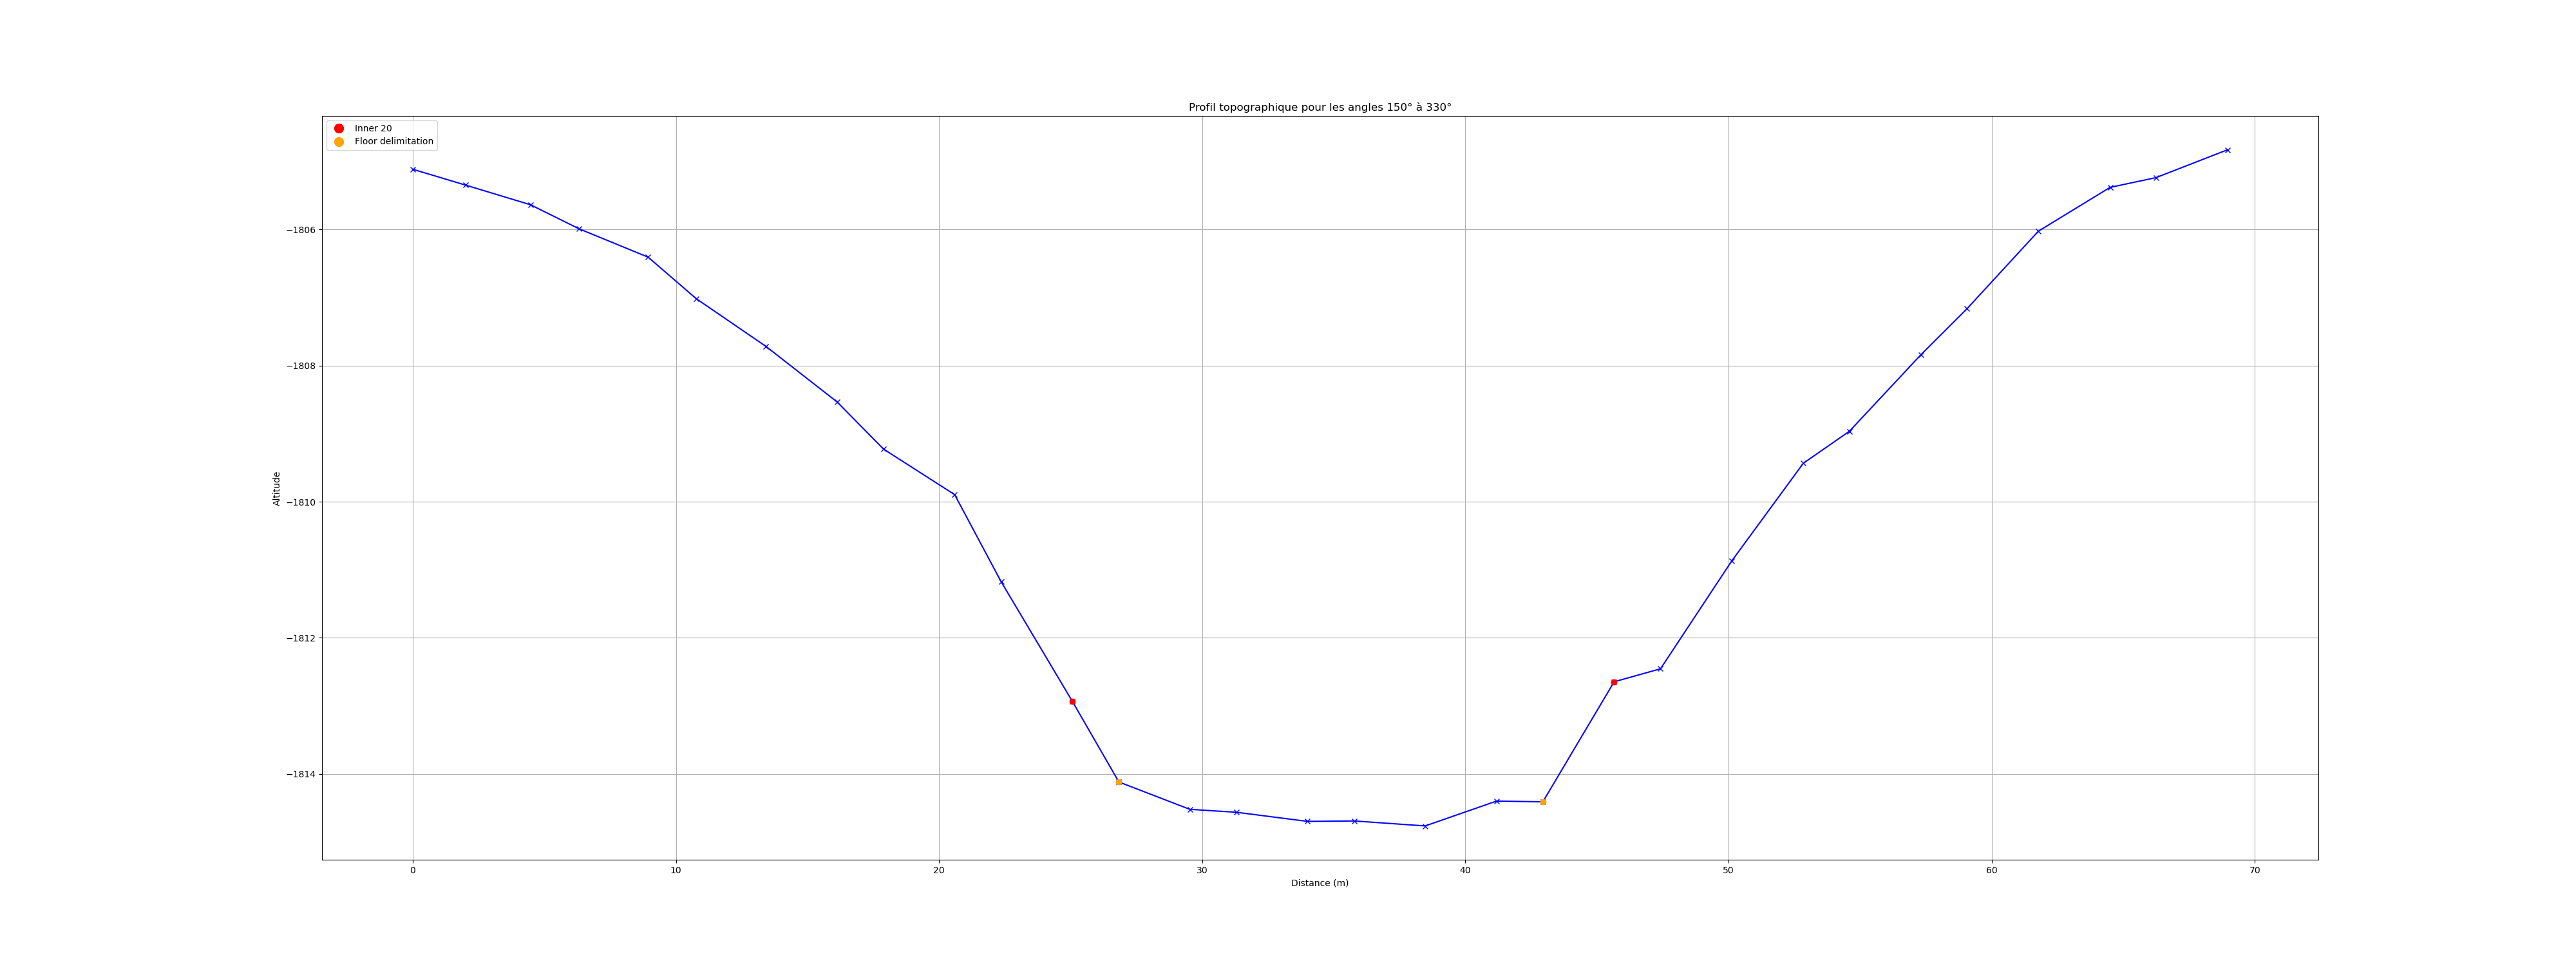 Profil topographique pour les angles 150° à 330°
Inner 20
Floor delimitation
Altitude
−1806
−1808
−1810
−1812
−1814
0 10 20 30 40 50 60 70
Distance (m)